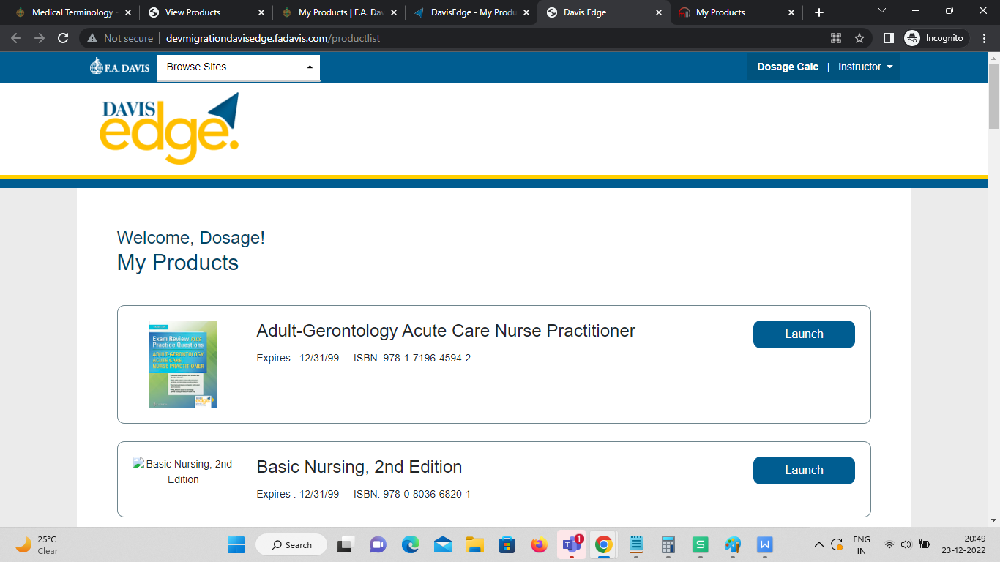 Medical Terminology
View Products
My Products | F.A. Dav
DavisEdge - My Produ
Davis Edge
My Products
Not secure
devmigrationdavisedge.fadavis.com/productlist
Incognito
F.A. DAVIS
Browse Sites
Dosage Calc | Instructor
DAVIS
edge.
Welcome, Dosage!
My Products
Exam Review PLUS
Practice Questions
ADULT-GERONTOLOGY
ACUTE CARE
NURSE PRACTITIONER
Adult-Gerontology Acute Care Nurse Practitioner
Launch
Expires : 12/31/99 ISBN: 978-1-7196-4594-2
Basic Nursing, 2nd
Edition
Basic Nursing, 2nd Edition
Launch
Expires : 12/31/99 ISBN: 978-0-8036-6820-1
25°C
Clear
Search
1
S
W
ENG
IN
20:49
23-12-2022